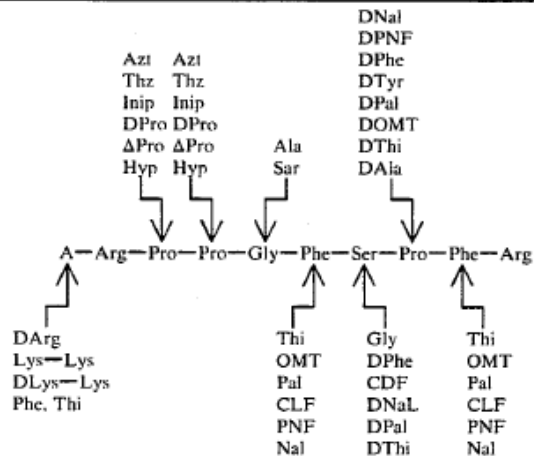 DNal
DPNF
Azt Azt DPhe
Thz Thz DTyr
Inip Inip DPal
DPro DPro DOMT
ΔPro ΔPro Ala DThi
Hyp Hyp Sar DAla
A—Arg—Pro—Pro—Gly—Phe—Ser—Pro—Phe—Arg
DArg Thi Gly Thi
Lys—Lys OMT DPhe OMT
DLys—Lys Pal CDF Pal
Phe, Thi CLF DNaL CLF
PNF DPal PNF
Nal DThi Nal